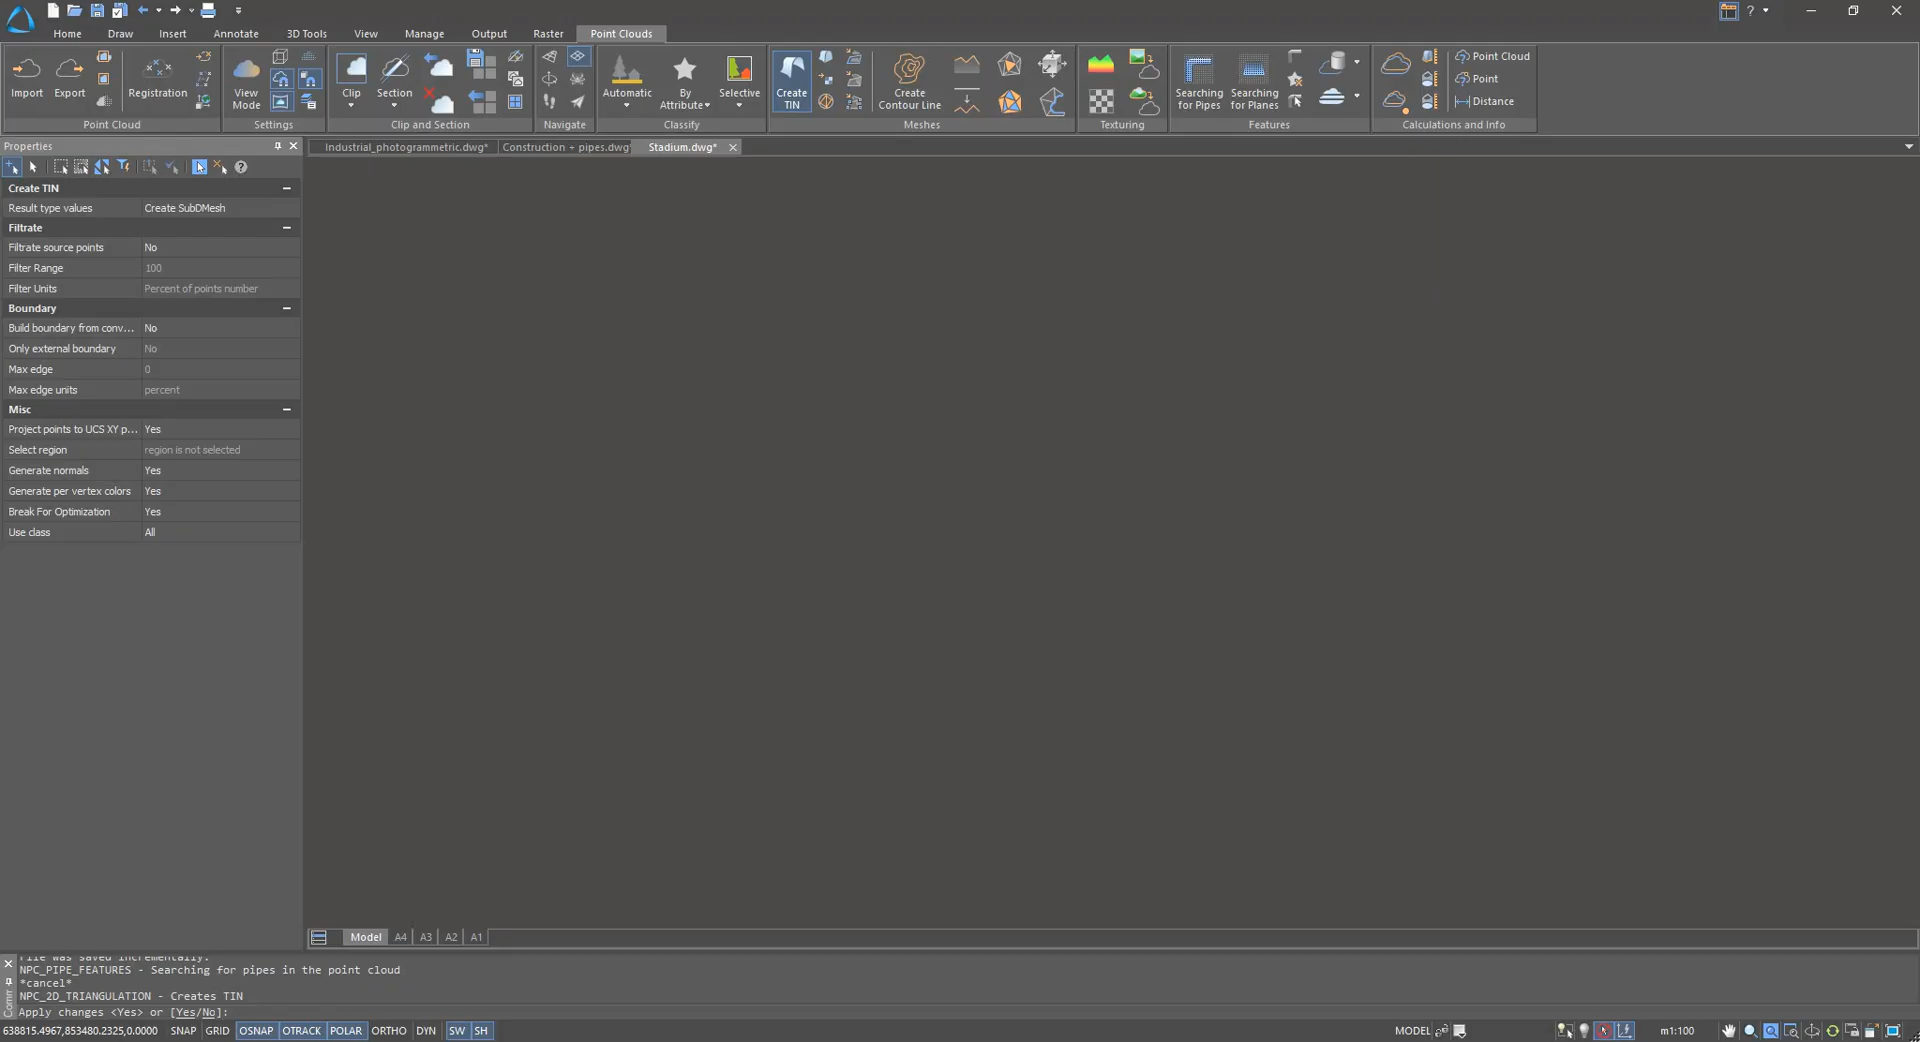 ?
Home Draw Insert Annotate 3D Tools View Manage Output Raster Point Clouds
Import Export Registration
Point Cloud
View Mode
Settings
Clip Section
Clip and Section
Navigate
Automatic By Attribute Selective
Classify
Create TIN
Create Contour Line
Meshes
Texturing
Searching for Pipes
Searching for Planes
Features
Point Cloud
Point
Distance
Calculations and Info
Properties
Industrial_photogrammetric.dwg* Construction + pipes.dwg Stadium.dwg*
Create TIN
Result type values Create SubDMesh
Filtrate
Filtrate source points No
Filter Range 100
Filter Units Percent of points number
Boundary
Build boundary from conv... No
Only external boundary No
Max edge 0
Max edge units percent
Misc
Project points to UCS XY p... Yes
Select region region is not selected
Generate normals Yes
Generate per vertex colors Yes
Break For Optimization Yes
Use class All
Model A4 A3 A2 A1
File was saved incrementally.
NPC_PIPE_FEATURES - Searching for pipes in the point cloud
*cancel*
NPC_2D_TRIANGULATION - Creates TIN
Apply changes <Yes> or [Yes/No]:
Comm
638815.4967,853480.2325,0.0000 SNAP GRID OSNAP OTRACK POLAR ORTHO DYN SW SH MODEL m1:100